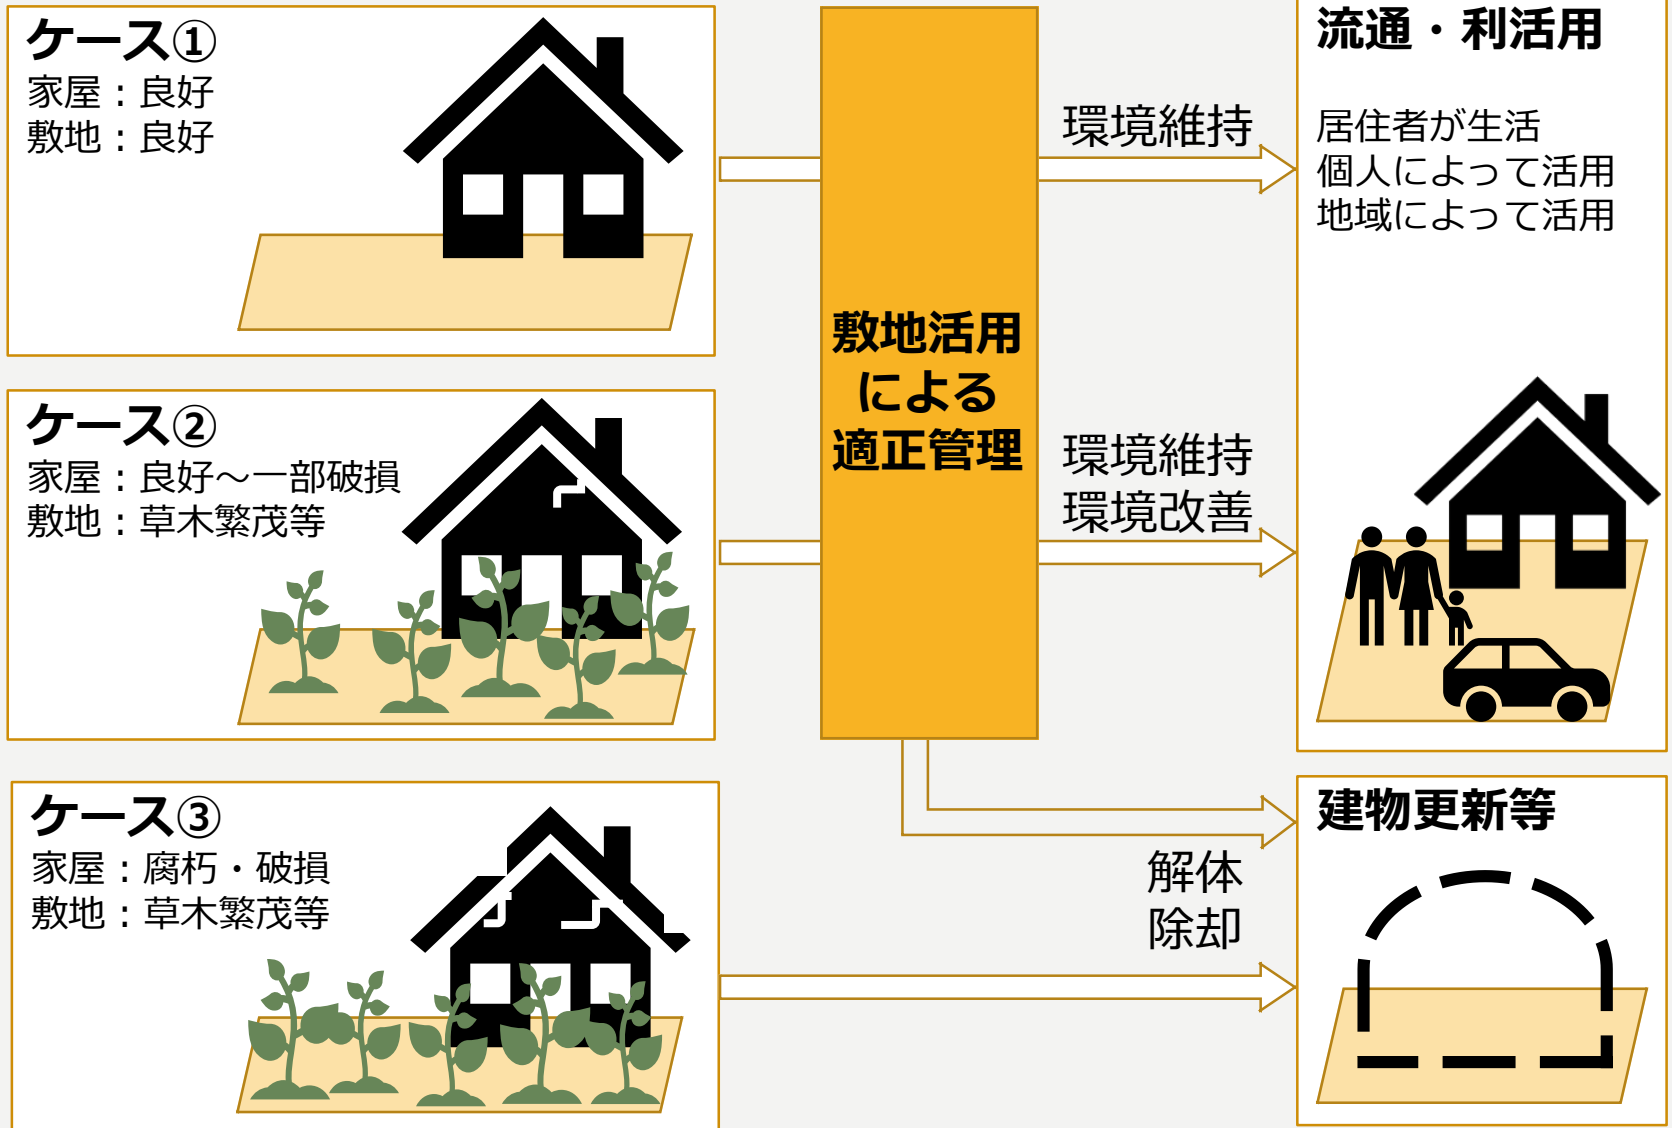 ケース①
家屋：良好
敷地：良好
ケース②
家屋：良好～一部破損
敷地：草木繁茂等
ケース③
家屋：腐朽・破損
敷地：草木繁茂等
敷地活用
による
適正管理
環境維持
環境維持
環境改善
解体
除却
流通・利活用
居住者が生活
個人によって活用
地域によって活用
建物更新等